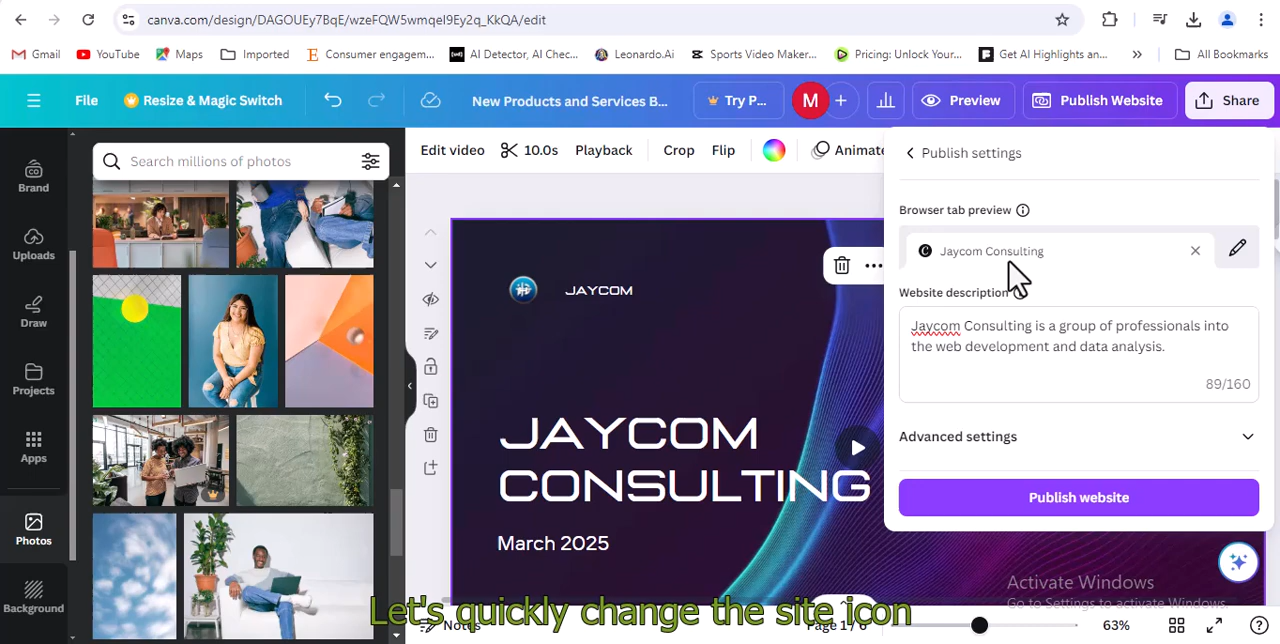 canva.com/design/DAGOUEy7BqE/wzeFQW5wmqeI9Ey2q_KkQA/edit
Gmail YouTube Maps Imported Consumer engagem... AI Detector, AI Chec... Leonardo.Ai Sports Video Maker... Pricing: Unlock Your... Get AI Highlights an... » All Bookmarks
File Resize & Magic Switch New Products and Services B... Try P... M + Preview Publish Website Share
Search millions of photos
Edit video 10.0s Playback Crop Flip Animate
Publish settings
Brand
Uploads
Draw
Projects
Apps
Photos
Background
Browser tab preview
Jaycom Consulting
Website description
Jaycom Consulting is a group of professionals into
the web development and data analysis.
89/160
Advanced settings
Publish website
JAYCOM
JAYCOM
CONSULTING
March 2025
Activate Windows
Go to Settings to activate Windows.
Let's quickly change the site icon
Notes Page 1 / 6 63%